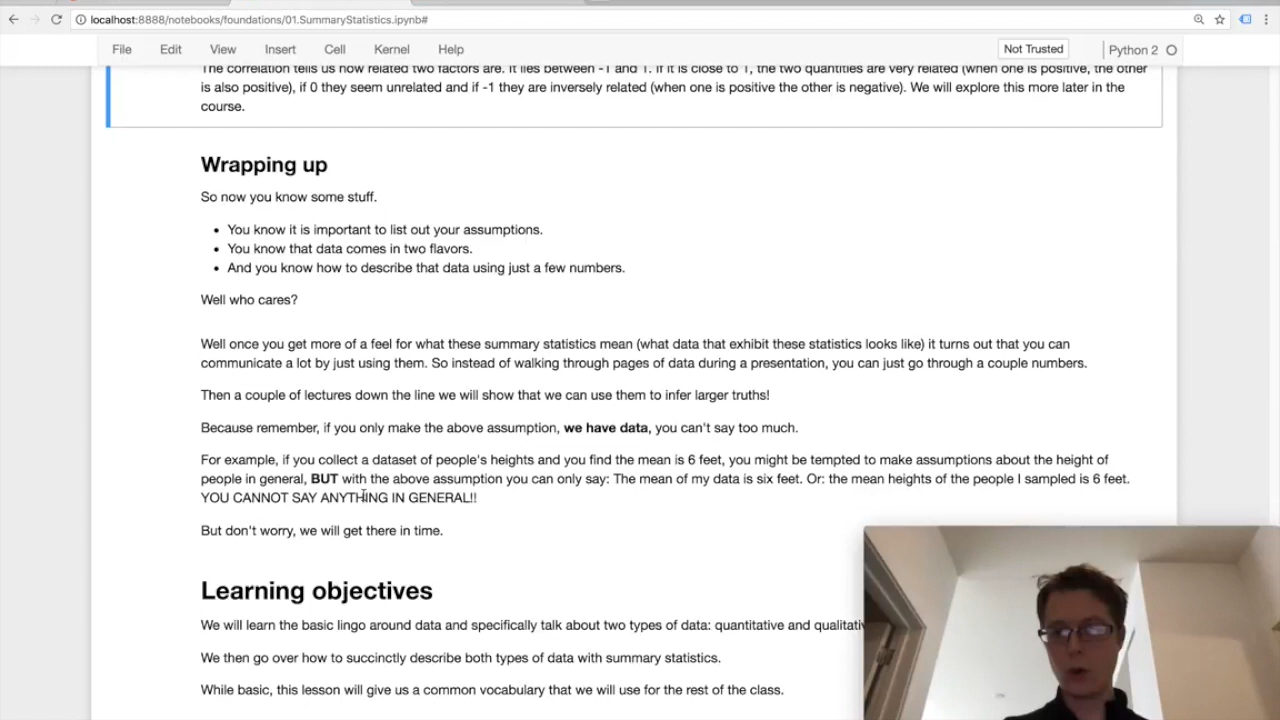 localhost:8888/notebooks/foundations/01.SummaryStatistics.ipynb#
File Edit View Insert Cell Kernel Help Not Trusted Python 2
The correlation tells us how related two factors are. It lies between -1 and 1. If it is close to 1, the two quantities are very related (when one is positive, the other
is also positive), if 0 they seem unrelated and if -1 they are inversely related (when one is positive the other is negative). We will explore this more later in the
course.
Wrapping up
So now you know some stuff.
• You know it is important to list out your assumptions.
• You know that data comes in two flavors.
• And you know how to describe that data using just a few numbers.
Well who cares?
Well once you get more of a feel for what these summary statistics mean (what data that exhibit these statistics looks like) it turns out that you can
communicate a lot by just using them. So instead of walking through pages of data during a presentation, you can just go through a couple numbers.
Then a couple of lectures down the line we will show that we can use them to infer larger truths!
Because remember, if you only make the above assumption, we have data, you can't say too much.
For example, if you collect a dataset of people's heights and you find the mean is 6 feet, you might be tempted to make assumptions about the height of
people in general, BUT with the above assumption you can only say: The mean of my data is six feet. Or: the mean heights of the people I sampled is 6 feet.
YOU CANNOT SAY ANYTHING IN GENERAL!!
But don't worry, we will get there in time.
Learning objectives
We will learn the basic lingo around data and specifically talk about two types of data: quantitative and qualitativ
We then go over how to succinctly describe both types of data with summary statistics.
While basic, this lesson will give us a common vocabulary that we will use for the rest of the class.